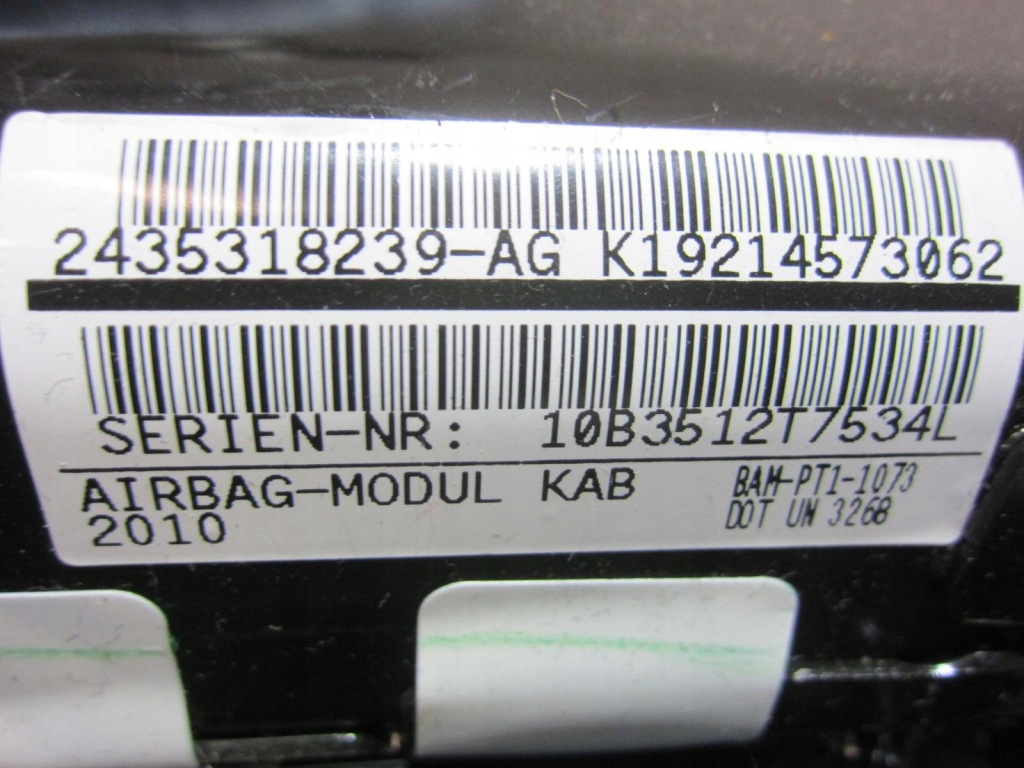 2435318239-AG K19214573062
SERIEN-NR: 10B3512T7534L
AIRBAG-MODUL KAB
2010
BAM-PT1-1073
DOT UN 3268